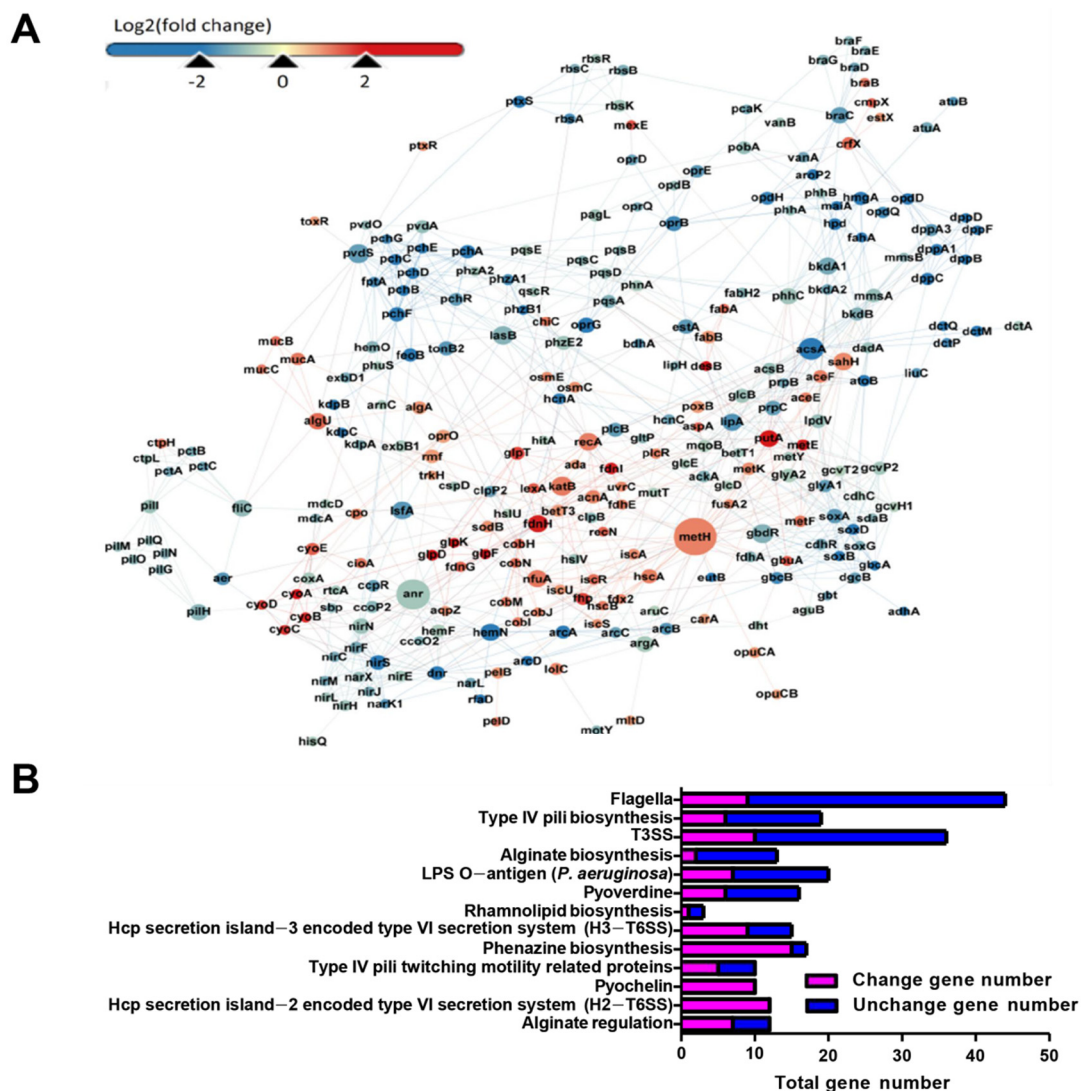 A
Log2(fold change)
-2 0 2
braF
braE
rbsR
braG
rbsC rbsB
braD
braB
ptxS
rbsK
pcaK
cmpX
atuB
rbsA
mexE
vanB
braC
estX
atuA
ptxR
pobA
crfX
oprD
vanA
oprE
aroP2
opdB
opdH
phhB
hmgA
opdD
pagL
oprQ
phhA
maiA
opdQ
dppD
toxR
pvdO
pvdA
oprB
hpd
dppA3
dppF
pchG
pchE
fahA
pvdS
pchC
pchA
pqsE
pqsB
dppA1
mmsB
dppB
pchD
phzA2
pqsC
bkdA1
fptA
phzA1
pqsD
dppC
pchB
qscR
phnA
fabH2
phhC
bkdA2
mmsA
pchR
pqsA
pchF
phzB1
fabA
bkdB
chiC
oprG
estA
dctQ
dctA
mucB
lasB
fabB
dctM
hemO
tonB2
phzE2
bdhA
acsA
dadA
dctP
mucA
feoB
sahH
mucC
phuS
lipH
dosB
acsB
liuC
exbD1
osmE
prpB
aceF
atoB
osmC
glcB
kdpB
arnC
algA
hcnA
poxB
prpC
aceE
algU
kdpC
hcnC
aspA
lipA
lpdV
plcB
ctpH
kdpA
exbB1
oprO
hitA
recA
gltP
putA
ctpL
pctB
rmf
glpT
mqoB
metE
pctA
pctC
plcR
betT1
metY
trkH
ada
fdnI
glcE
metK
gcvT2
gcvP2
cspD
katB
uvrC
ackA
glyA2
pilI
fliC
mdcD
clpP2
lexA
acnA
mutT
glcD
glyA1
cdhC
mdcA
cpo
lsfA
hslU
betT3
fdhE
fusA2
gcvH1
pilM
pilQ
sodB
fdnH
clpB
metF
soxA
sdaB
cyoE
glpK
recN
metH
gbdR
soxD
pilO
pilN
glpD
glpF
cobH
cdhR
soxG
pilG
cioA
fdnG
cobN
hslV
iscA
fdhA
gbuA
soxB
gbcA
aer
coxA
ccpR
nfuA
iscR
hscA
eutB
gbcB
dgcB
cyoA
rtcA
anr
iscU
cyoD
sbp
ccoP2
cobM
fhp
fdx2
gbt
pilH
cyoB
aqpZ
cobJ
hscB
aruC
aguB
adhA
cyoC
nirN
hemF
cobI
iscS
carA
ccoO2
hemN
arcA
arcC
arcB
dht
nirF
argA
nirC
nirS
arcD
opuCA
nirM
narX
nirE
dnr
pelB
lolC
nirL
nirJ
narL
opuCB
nirH
narK1
rfaD
pelD
mltD
hisQ
motY
B
Flagella
Type IV pili biosynthesis
T3SS
Alginate biosynthesis
LPS O−antigen (P. aeruginosa)
Pyoverdine
Rhamnolipid biosynthesis
Hcp secretion island−3 encoded type VI secretion system (H3−T6SS)
Phenazine biosynthesis
Type IV pili twitching motility related proteins
Pyochelin
Hcp secretion island−2 encoded type VI secretion system (H2−T6SS)
Alginate regulation
Change gene number
Unchange gene number
0 10 20 30 40 50
Total gene number